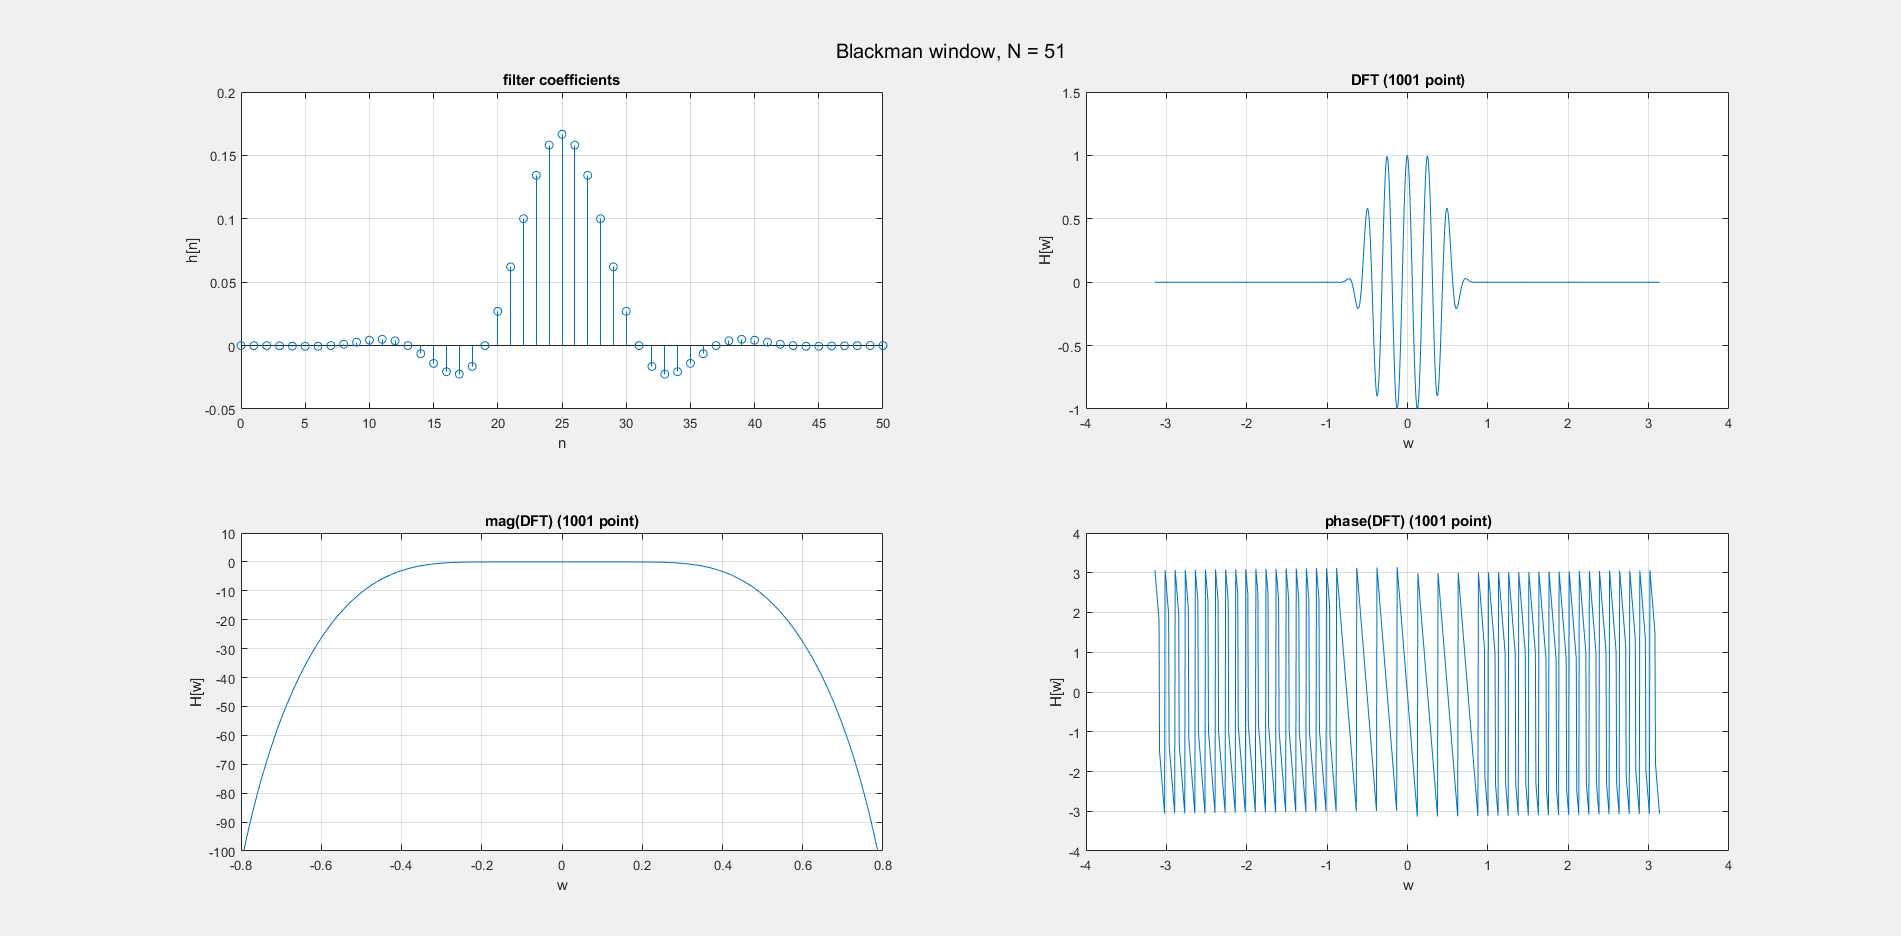 Blackman window, N = 51
filter coefficients
0.2
0.15
0.1
0.05
0
-0.05
h[n]
0 5 10 15 20 25 30 35 40 45 50
n
DFT (1001 point)
1.5
1
0.5
0
-0.5
-1
H[w]
-4 -3 -2 -1 0 1 2 3 4
w
mag(DFT) (1001 point)
10
0
-10
-20
-30
-40
-50
-60
-70
-80
-90
-100
H[w]
-0.8 -0.6 -0.4 -0.2 0 0.2 0.4 0.6 0.8
w
phase(DFT) (1001 point)
4
3
2
1
0
-1
-2
-3
-4
H[w]
-4 -3 -2 -1 0 1 2 3 4
w